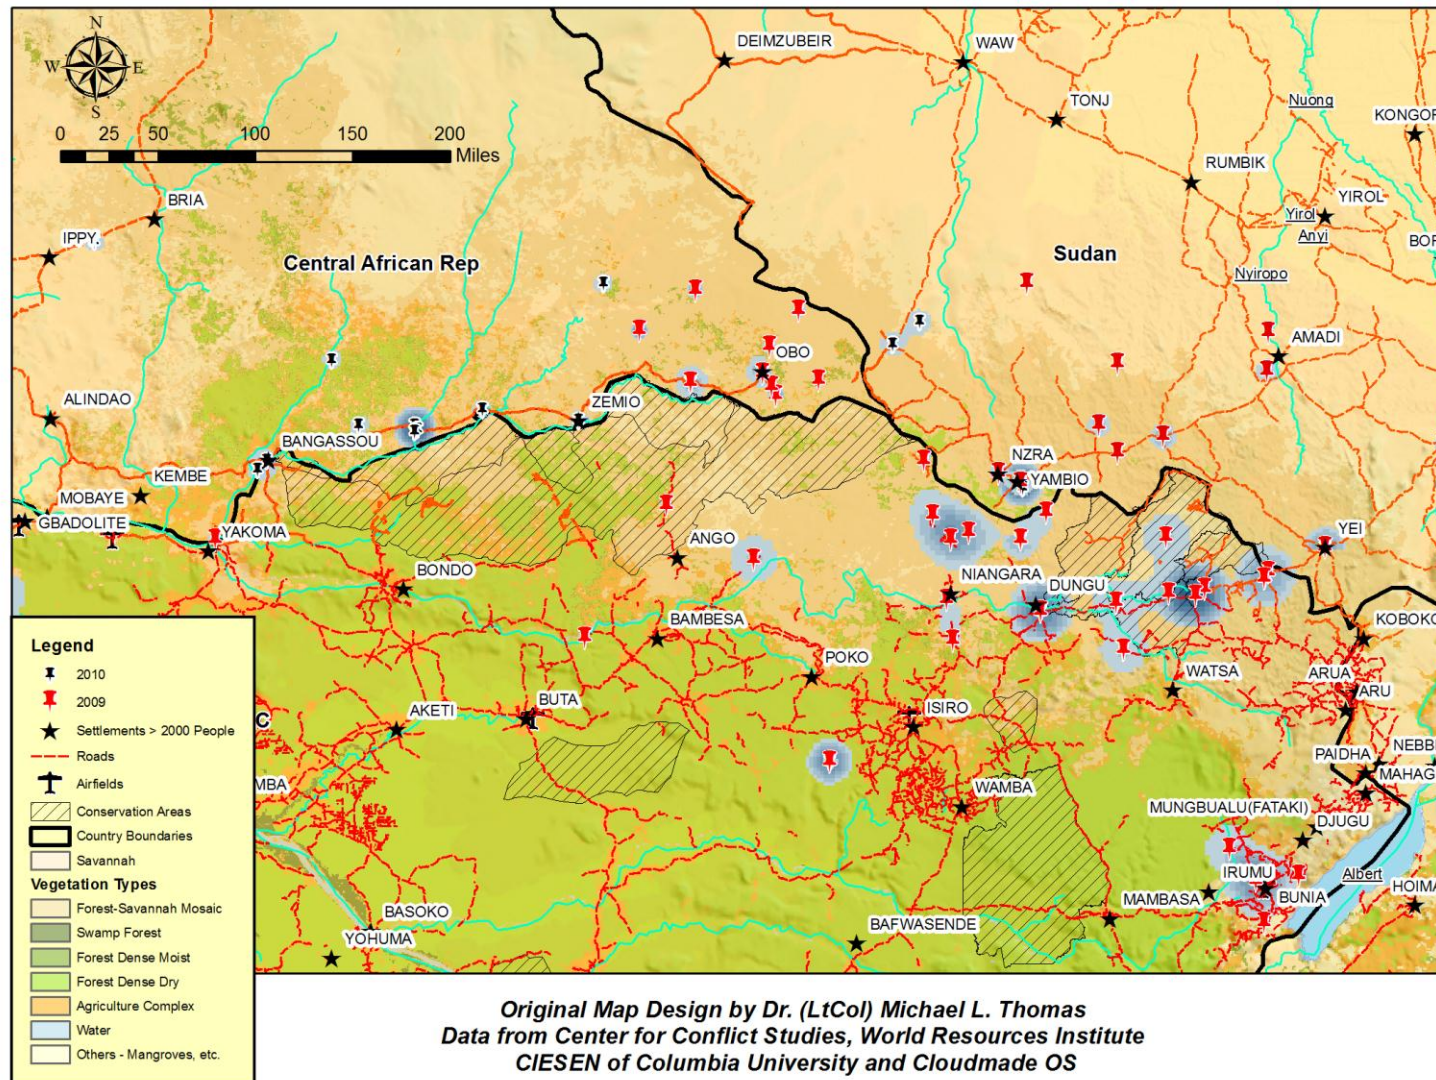 N
W E
S
0 25 50 100 150 200
Miles
DEIMZUBEIR
WAW
TONJ
Nuong
KONGOR
RUMBIK
BRIA
YIROL
Yirol
Anyi
IPPY.
BOR
Central African Rep
Sudan
Nyiropo
AMADI
OBO
ALINDAO
ZEMIO
BANGASSOU
KEMBE
NZRA
YAMBIO
MOBAYE
GBADOLITE
YAKOMA
YEI
ANGO
BONDO
NIANGARA
DUNGU
BAMBESA
KOBOKO
POKO
WATSA
ARUA
ARU
BUTA
AKETI
ISIRO
C
NEBBI
PAIDHA
MAHAG
MBA
WAMBA
MUNGBUALU(FATAKI)
DJUGU
IRUMU
Albert
HOIMA
MAMBASA
BUNIA
BASOKO
BAFWASENDE
YOHUMA
Legend
2010
2009
Settlements > 2000 People
Roads
Airfields
Conservation Areas
Country Boundaries
Savannah
Vegetation Types
Forest-Savannah Mosaic
Swamp Forest
Forest Dense Moist
Forest Dense Dry
Agriculture Complex
Water
Others - Mangroves, etc.
Original Map Design by Dr. (LtCol) Michael L. Thomas
Data from Center for Conflict Studies, World Resources Institute
CIESEN of Columbia University and Cloudmade OS